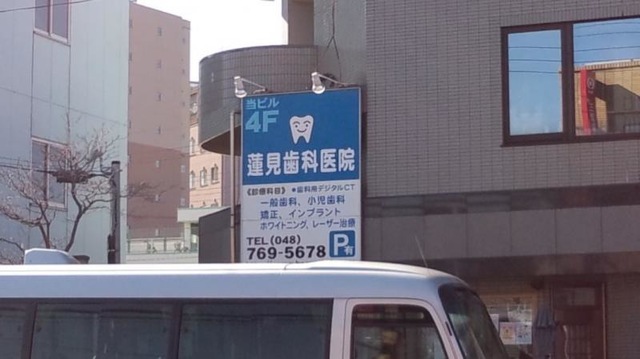 当ビル
4F
蓮見歯科医院
《診療科目》 ●歯科用デジタルCT
一般歯科、小児歯科
矯正、インプラント
ホワイトニング、レーザー治療
TEL(048)
769-5678
P有